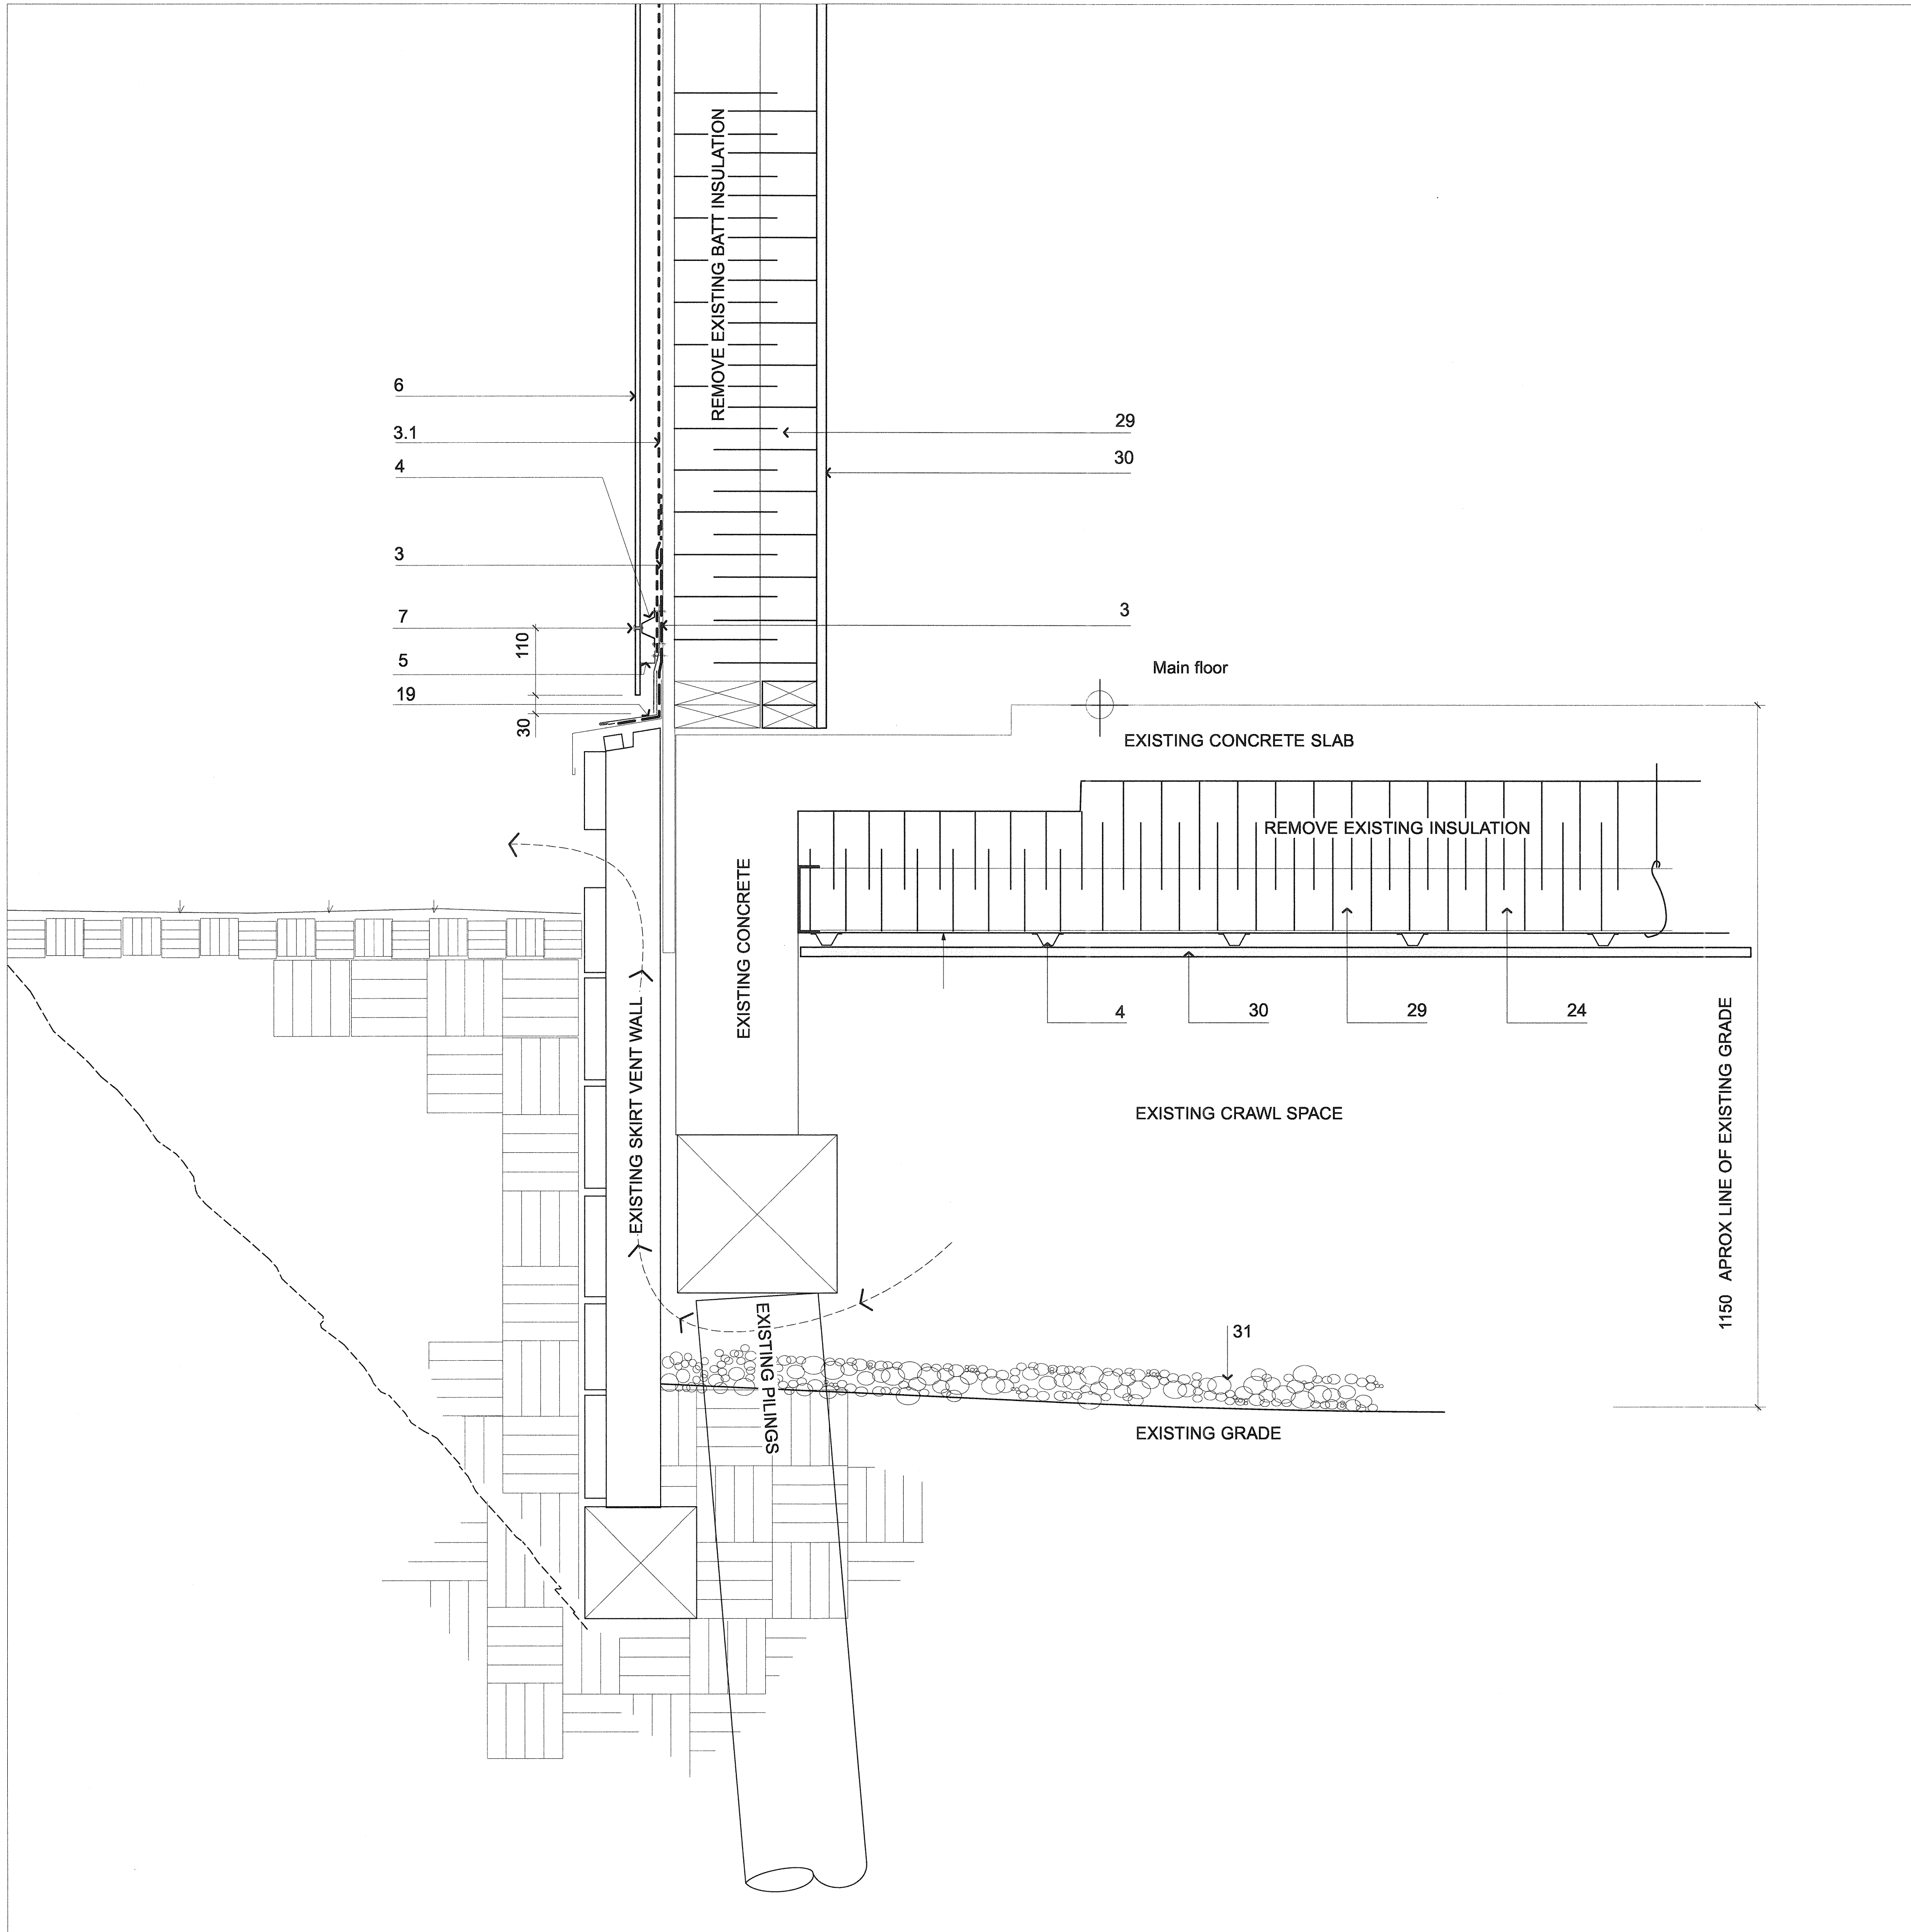 REMOVE EXISTING BATT INSULATION
6
3.1
4
3
7
110
5
19
30
29
30
3
Main floor
EXISTING CONCRETE SLAB
REMOVE EXISTING INSULATION
EXISTING CONCRETE
EXISTING SKIRT VENT WALL
4
30
29
24
1150 APROX LINE OF EXISTING GRADE
EXISTING CRAWL SPACE
EXISTING PILINGS
31
EXISTING GRADE